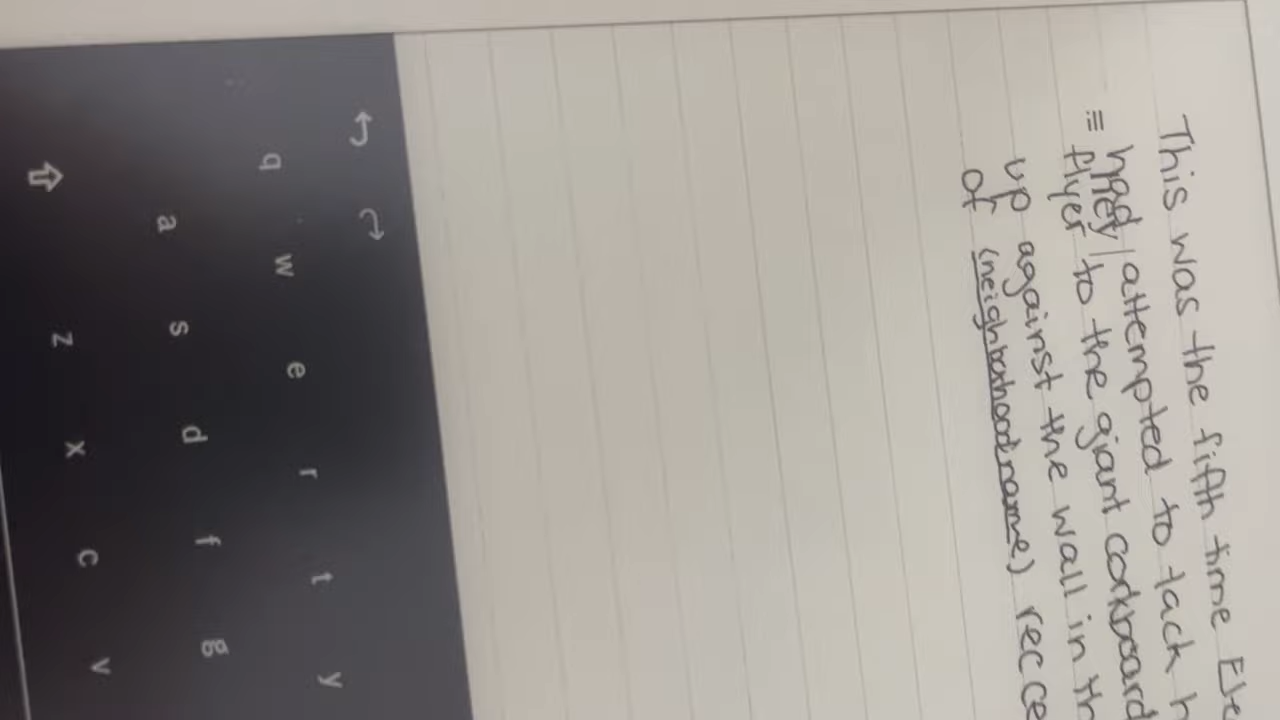 This was the fifth time
had attempted to tack
flyer to the giant corkboard
up against the wall in
of (neighborhood name) rec
q w e r t y
a s d f g
z x c v